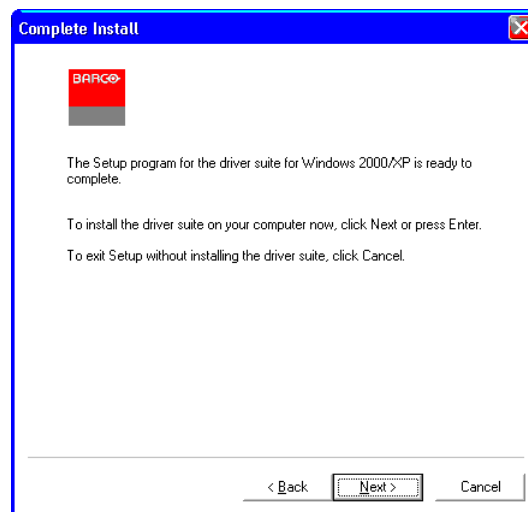 Complete Install
BARCO
The Setup program for the driver suite for Windows 2000/XP is ready to
complete.
To install the driver suite on your computer now, click Next or press Enter.
To exit Setup without installing the driver suite, click Cancel.
< Back
Next >
Cancel